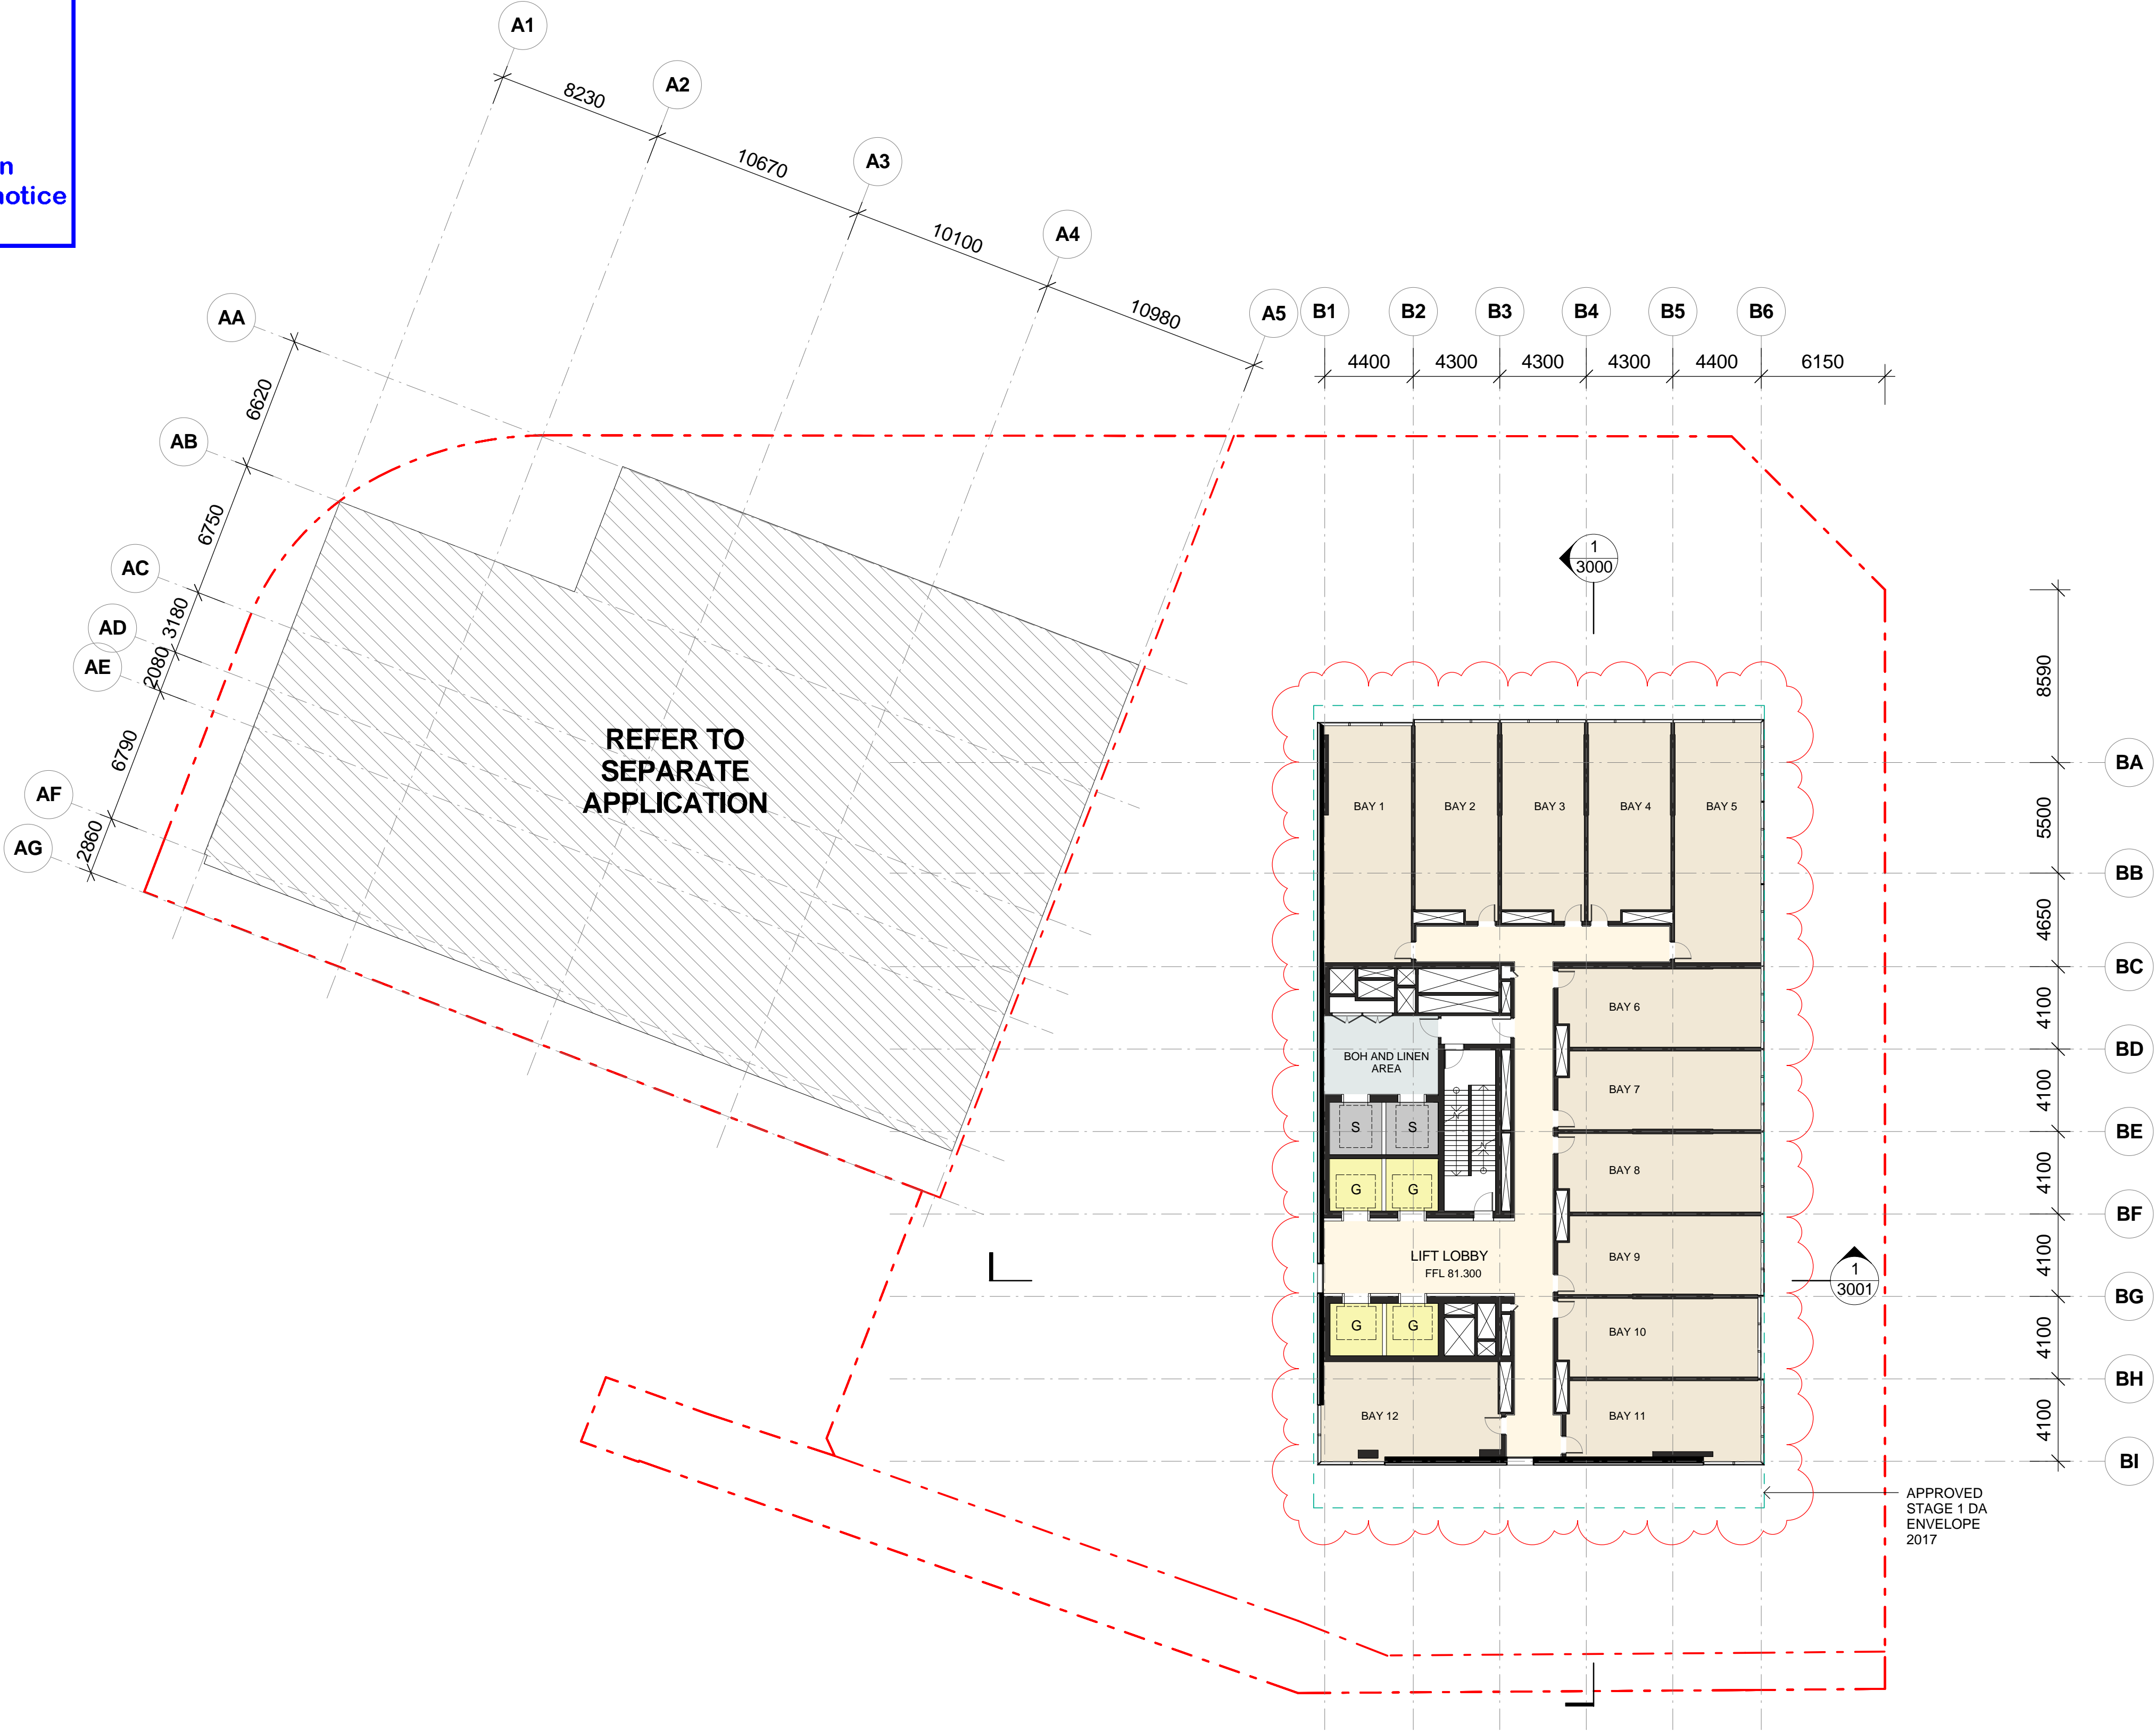 n
notice
A1
A2
A3
A4
A5
8230
10670
10100
10980
AA
AB
AC
AD
AE
AF
AG
6620
6750
3180
2080
6790
2860
B1
B2
B3
B4
B5
B6
4400
4300
4300
4300
4400
6150
1
3000
REFER TO
SEPARATE
APPLICATION
BAY 1
BAY 2
BAY 3
BAY 4
BAY 5
BAY 6
BOH AND LINEN
AREA
BAY 7
S
S
BAY 8
G
G
LIFT LOBBY
FFL 81.300
BAY 9
G
G
BAY 10
BAY 12
BAY 11
1
3001
8590
5500
4650
4100
4100
4100
4100
4100
4100
BA
BB
BC
BD
BE
BF
BG
BH
BI
APPROVED
STAGE 1 DA
ENVELOPE
2017